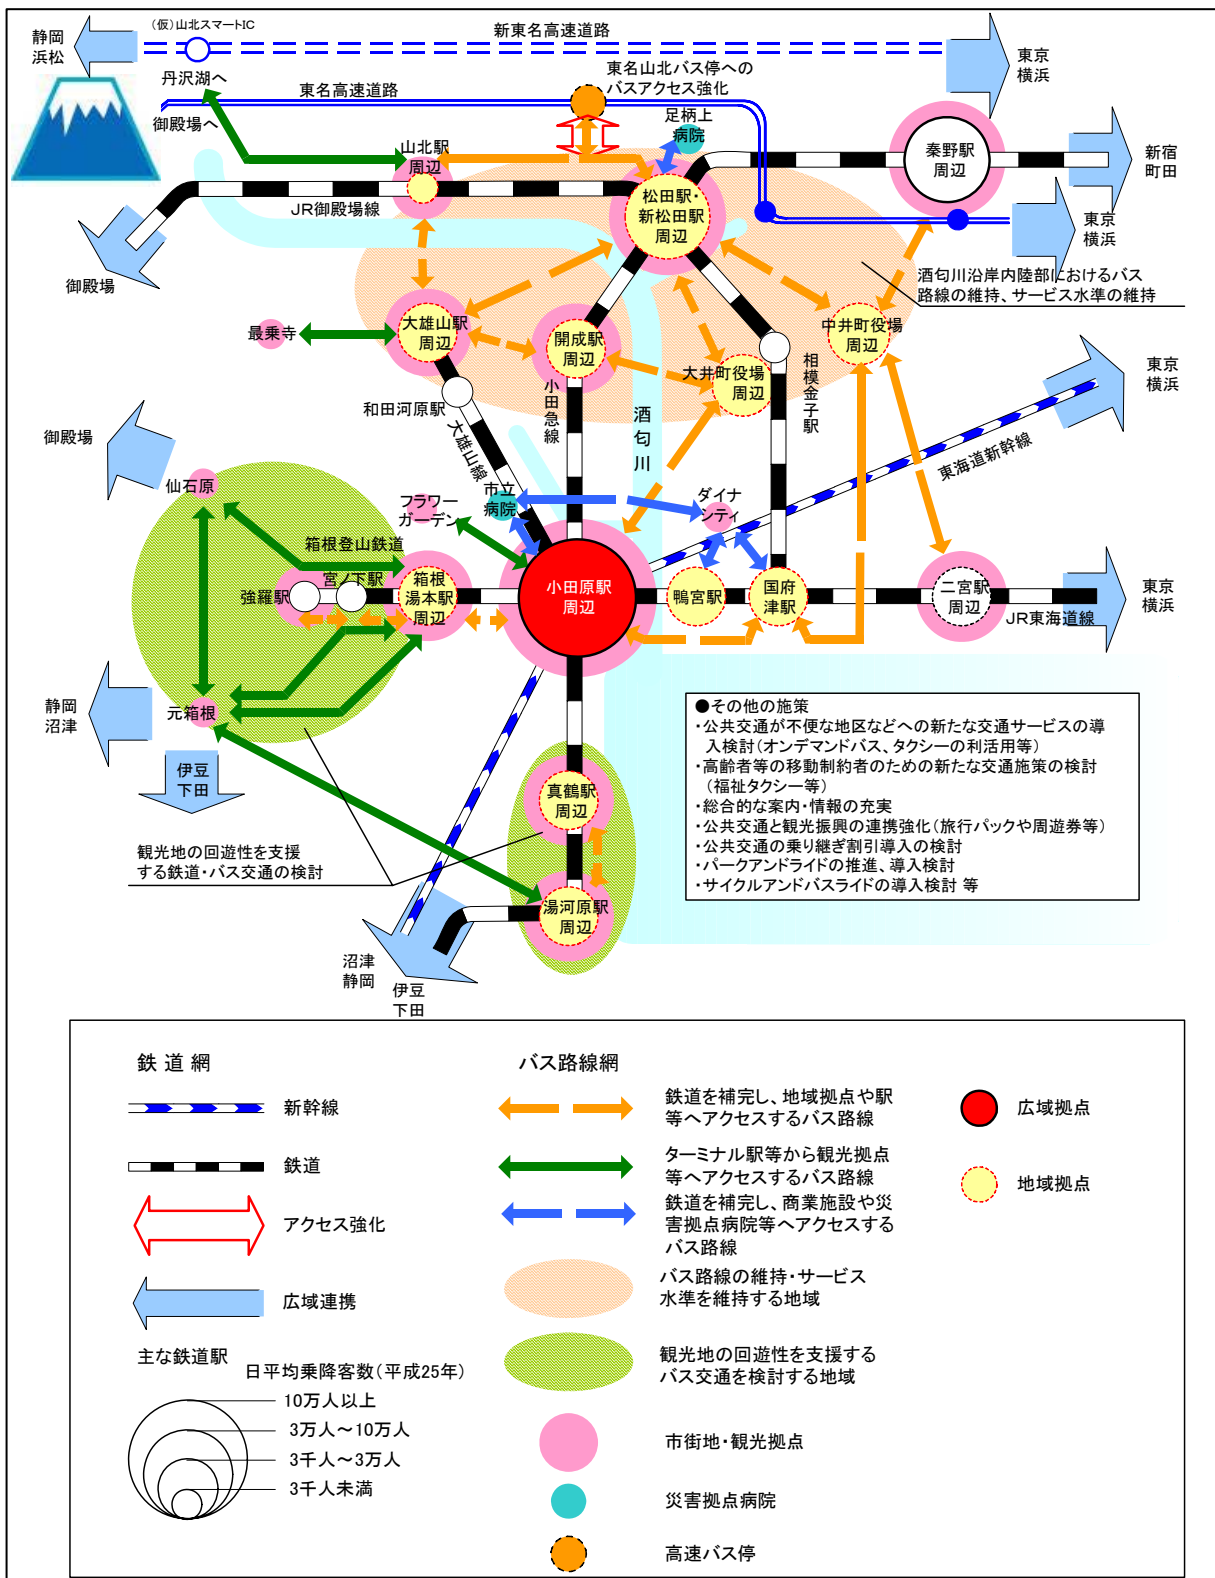 静岡
浜松
(仮)山北スマートIC
新東名高速道路
東京
横浜
丹沢湖へ
東名高速道路
東名山北バス停への
バスアクセス強化
御殿場へ
足柄上
病院
山北駅
周辺
秦野駅
周辺
新宿
町田
JR御殿場線
松田駅・
新松田駅
周辺
東京
横浜
御殿場
酒匂川沿岸内陸部におけるバス
路線の維持、サービス水準の維持
最乗寺
大雄山駅
周辺
開成駅
周辺
大井町役場
周辺
中井町役場
周辺
相模金子駅
東京
横浜
和田河原駅
小田急線
酒匂川
大雄山線
東海道新幹線
御殿場
仙石原
フラワー
ガーデン
市立
病院
ダイナ
シティ
箱根登山鉄道
宮ノ下駅
強羅駅
箱根
湯本駅
周辺
小田原駅
周辺
鴨宮駅
国府
津駅
二宮駅
周辺
JR東海道線
東京
横浜
静岡
沼津
元箱根
伊豆
下田
●その他の施策
・公共交通が不便な地区などへの新たな交通サービスの導
入検討(オンデマンドバス、タクシーの利活用等)
・高齢者等の移動制約者のための新たな交通施策の検討
(福祉タクシー等)
・総合的な案内・情報の充実
・公共交通と観光振興の連携強化(旅行パックや周遊券等)
・公共交通の乗り継ぎ割引導入の検討
・パークアンドライドの推進、導入検討
・サイクルアンドバスライドの導入検討 等
真鶴駅
周辺
観光地の回遊性を支援
する鉄道・バス交通の検討
湯河原駅
周辺
沼津
静岡
伊豆
下田
鉄道網
新幹線
鉄道
アクセス強化
広域連携
主な鉄道駅
日平均乗降客数(平成25年)
10万人以上
3万人～10万人
3千人～3万人
3千人未満
バス路線網
鉄道を補完し、地域拠点や駅
等へアクセスするバス路線
ターミナル駅等から観光拠点
等へアクセスするバス路線
鉄道を補完し、商業施設や災
害拠点病院等へアクセスする
バス路線
バス路線の維持・サービス
水準を維持する地域
観光地の回遊性を支援する
バス交通を検討する地域
市街地・観光拠点
災害拠点病院
高速バス停
広域拠点
地域拠点